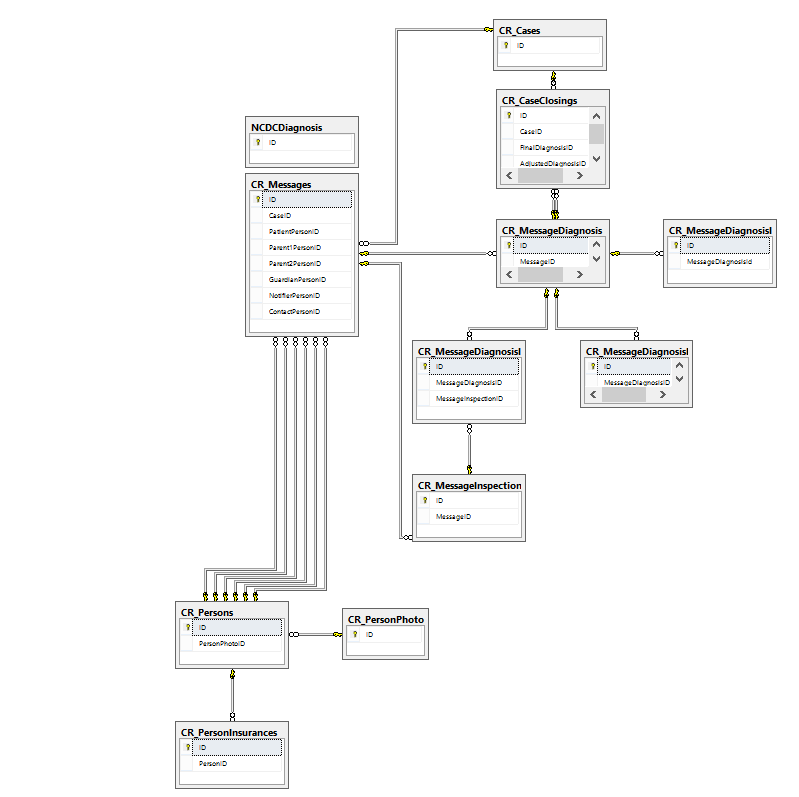 CR_Cases
ID
CR_CaseClosings
ID
CaseID
FinalDiagnosisID
AdjustedDiagnosisID
NCDCDiagnosis
ID
CR_Messages
ID
CaseID
PatientPersonID
Parent1PersonID
Parent2PersonID
GuardianPersonID
NotifierPersonID
ContactPersonID
CR_MessageDiagnosis
ID
MessageID
CR_MessageDiagnosisI
ID
MessageDiagnosisId
CR_MessageDiagnosisI
ID
MessageDiagnosisID
MessageInspectionID
CR_MessageDiagnosisI
ID
MessageDiagnosisID
CR_MessageInspection
ID
MessageID
CR_Persons
ID
PersonPhotoID
CR_PersonPhoto
ID
CR_PersonInsurances
ID
PersonID